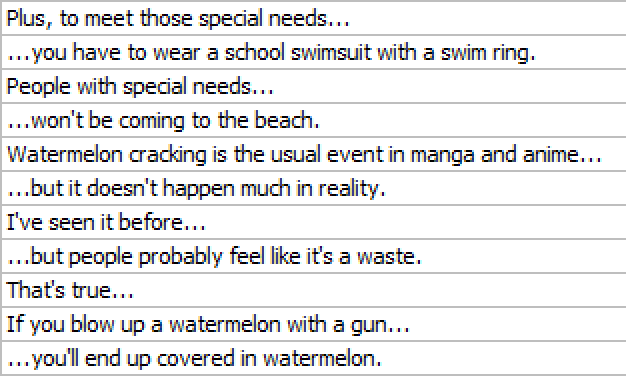 Plus, to meet those special needs...
...you have to wear a school swimsuit with a swim ring.
People with special needs...
...won't be coming to the beach.
Watermelon cracking is the usual event in manga and anime...
...but it doesn't happen much in reality.
I've seen it before...
...but people probably feel like it's a waste.
That's true...
If you blow up a watermelon with a gun...
...you'll end up covered in watermelon.